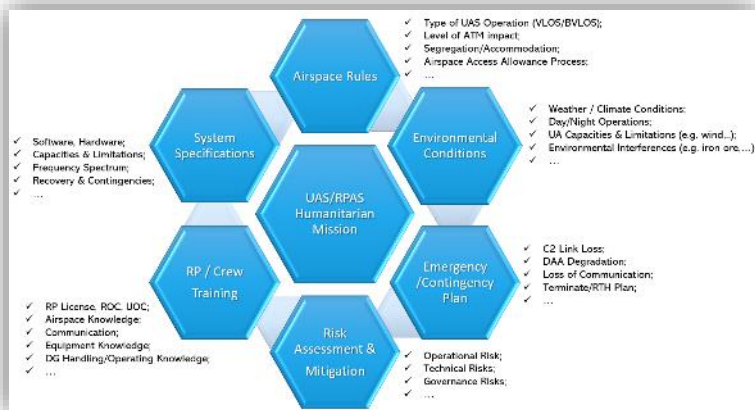 ✓ Type of UAS Operation (VLOS/BVLOS)
✓ Level of ATM impact;
✓ Segregation/Accommodation;
✓ Airspace Access Allowance Process;
✓ ...
Airspace Rules
✓ Weather / Climate Conditions;
✓ Day/Night Operations;
✓ UA Capacities & Limitations (e.g. wind...);
✓ Environmental Interferences (e.g. iron ore, ...)
✓ ...
Environmental
Conditions
✓ C2 Link Loss;
✓ DAA Degradation;
✓ Loss of Communication;
✓ Terminate/RTH Plan;
✓ ...
Emergency
/Contingency
Plan
✓ Operational Risk;
✓ Technical Risks;
✓ Governance Risks;
✓ ...
Risk
Assessment &
Mitigation
✓ RP License, ROC, UOC;
✓ Airspace Knowledge;
✓ Communication;
✓ Equipment Knowledge;
✓ DG Handling/Operating Knowledge;
✓ ...
RP / Crew
Training
✓ Software, Hardware;
✓ Capacities & Limitations;
✓ Frequency Spectrum;
✓ Recovery & Contingencies;
✓ ....
System
Specifications
UAS/RPAS
Humanitarian
Mission